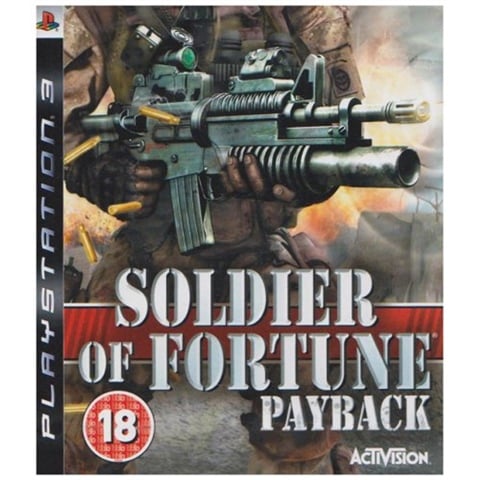 PLAYSTATION 3
SOLDIER
OF FORTUNE
PAYBACK
18
ACTIVISION